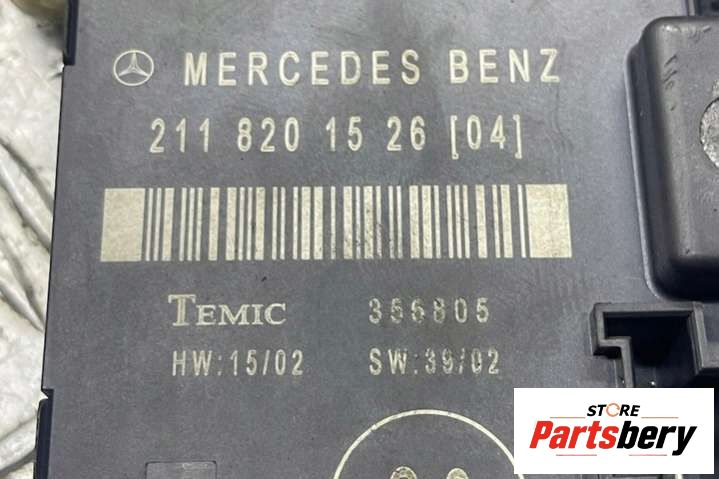 MERCEDES BENZ
211 820 15 26 [04]
TEMIC 356805
HW:15/02 SW:39/02
STORE
Partsbery